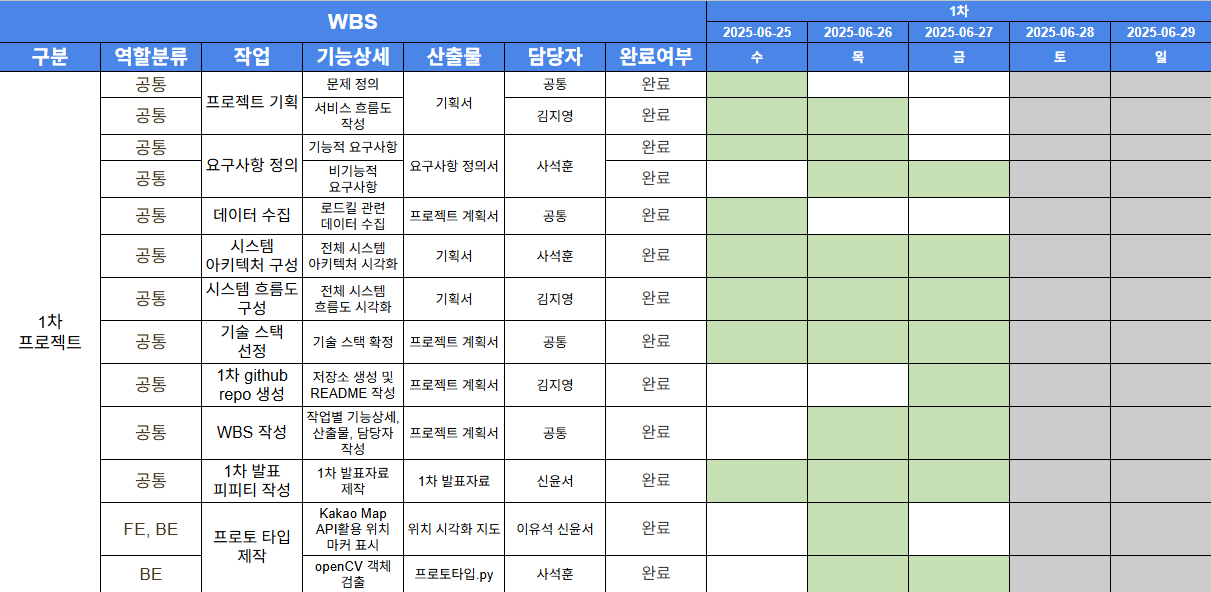 WBS
1차
2025-06-25 2025-06-26 2025-06-27 2025-06-28 2025-06-29
구분 역할분류 작업 기능상세 산출물 담당자 완료여부 수 목 금 토 일
1차
프로젝트
공통 프로젝트 기획 문제 정의 기획서 공통 완료
공통 서비스 흐름도
작성 김지영 완료
공통 요구사항 정의 기능적 요구사항 요구사항 정의서 사석훈 완료
공통 비기능적
요구사항 완료
공통 데이터 수집 로드킬 관련
데이터 수집 프로젝트 계획서 공통 완료
공통 시스템
아키텍처 구성 전체 시스템
아키텍처 시각화 기획서 사석훈 완료
공통 시스템 흐름도
구성 전체 시스템
흐름도 시각화 기획서 김지영 완료
공통 기술 스택
선정 기술 스택 확정 프로젝트 계획서 공통 완료
공통 1차 github
repo 생성 저장소 생성 및
README 작성 프로젝트 계획서 김지영 완료
공통 WBS 작성 작업별 기능상세,
산출물, 담당자
작성 프로젝트 계획서 공통 완료
공통 1차 발표
피피티 작성 1차 발표자료
제작 1차 발표자료 신윤서 완료
FE, BE 프로토 타입
제작 Kakao Map
API활용 위치
마커 표시 위치 시각화 지도 이유석 신윤서 완료
BE openCV 객체
검출 프로토타입.py 사석훈 완료